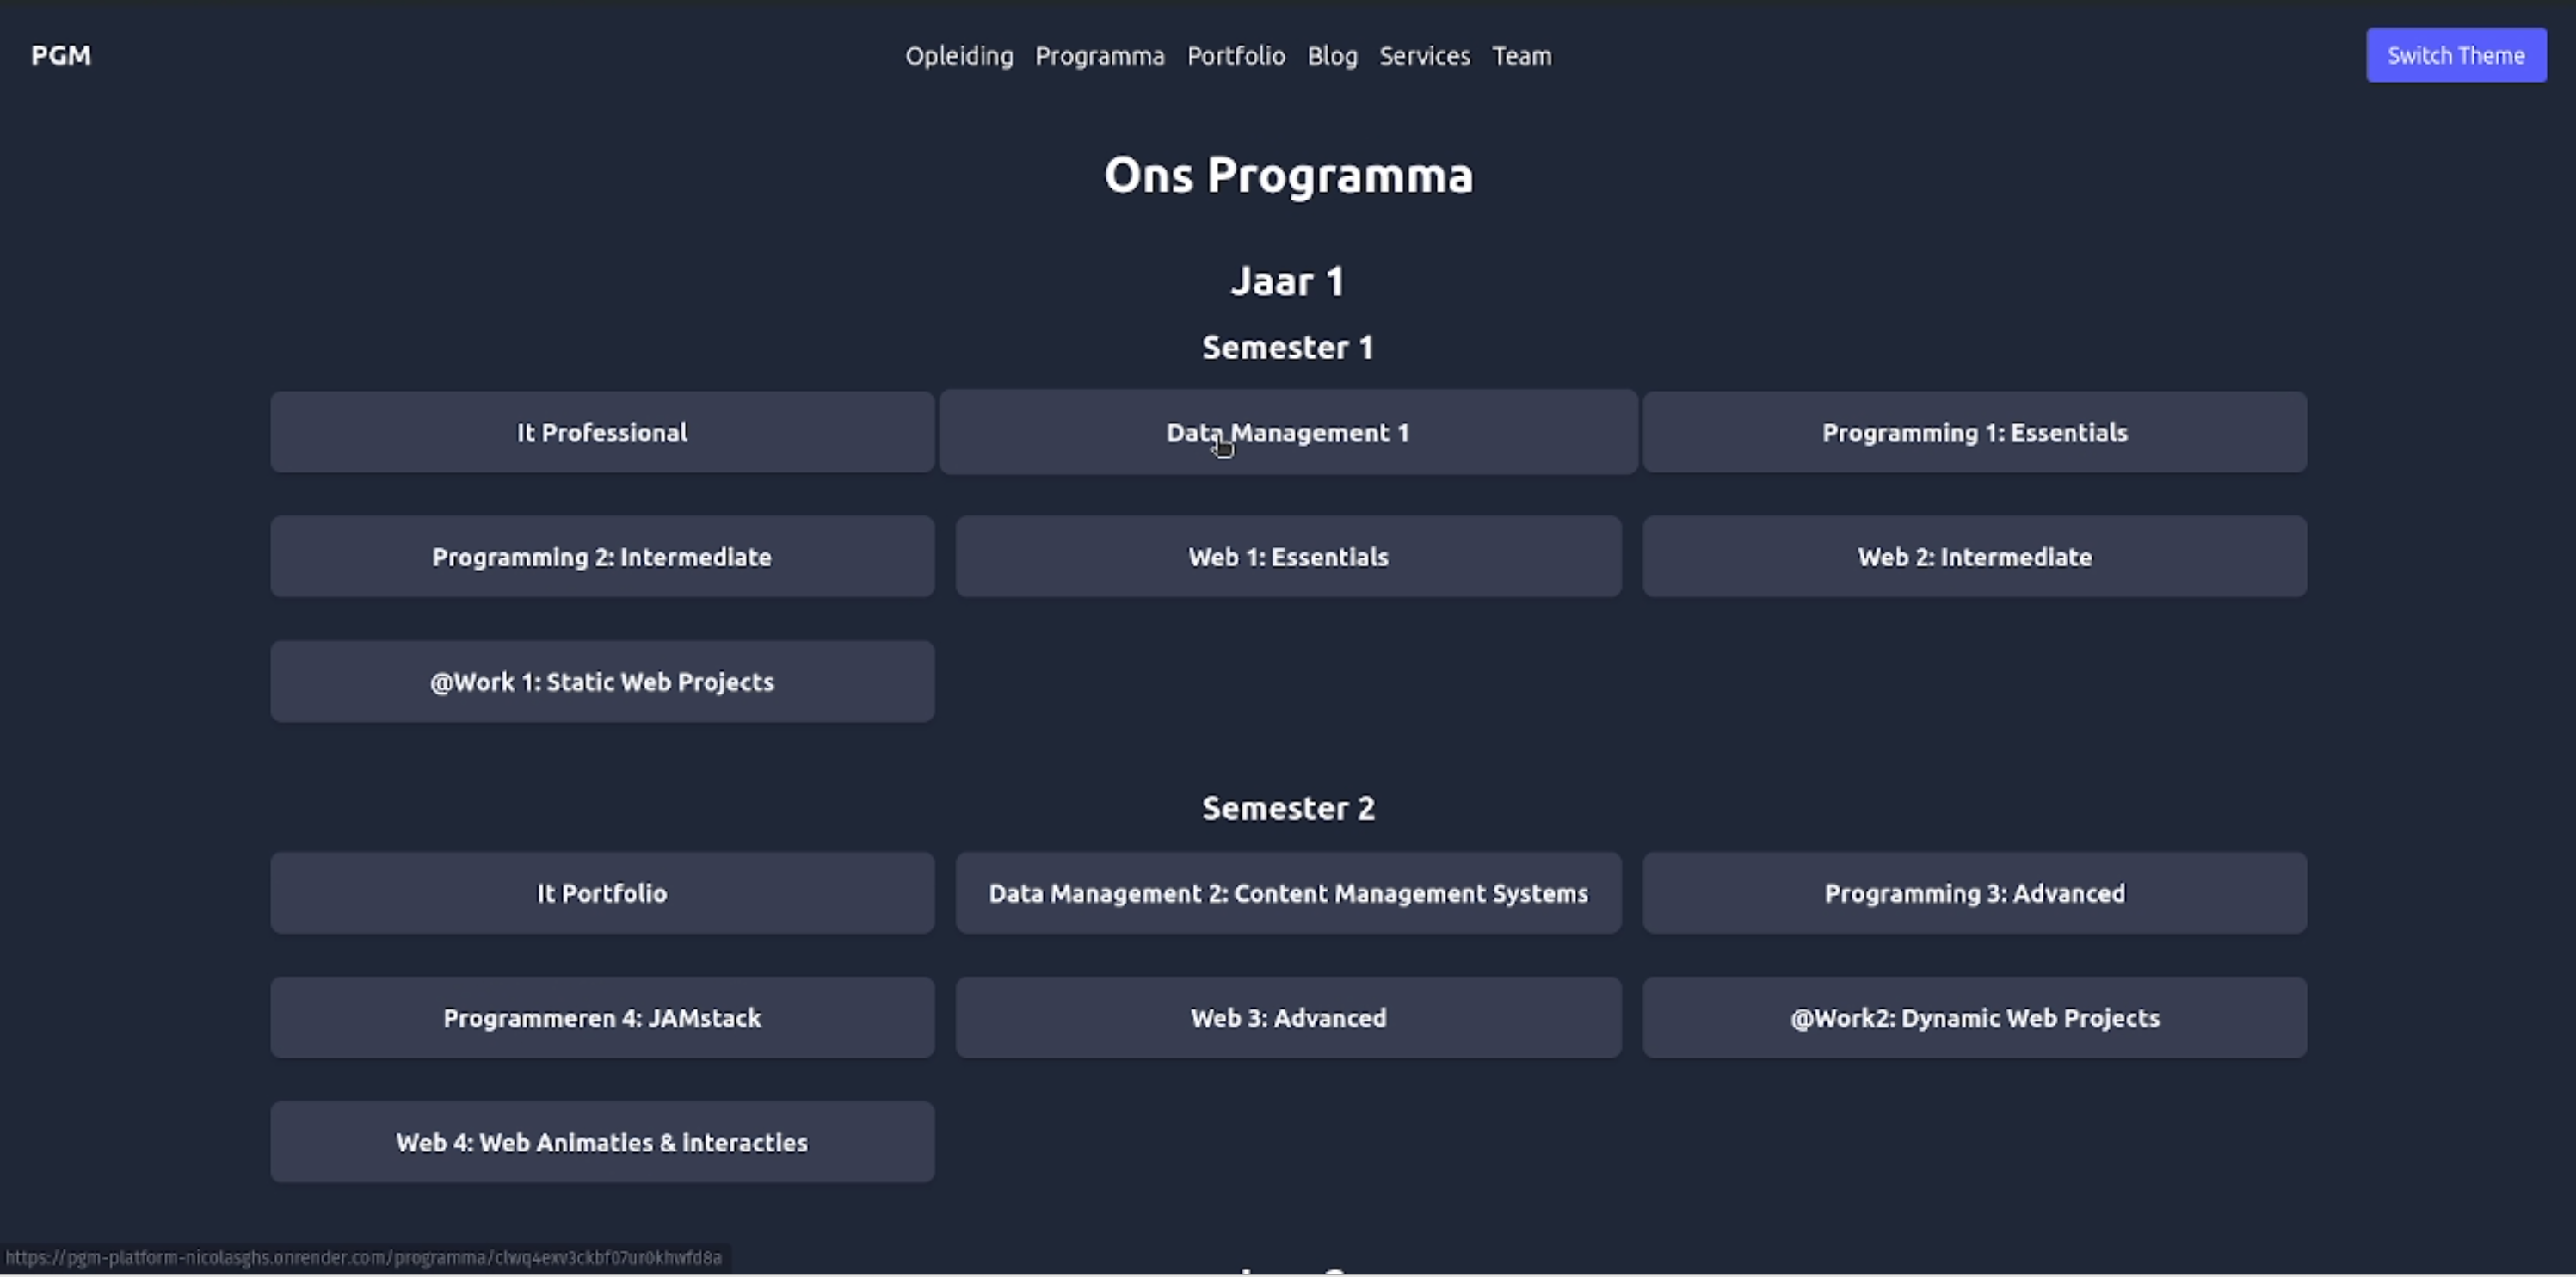 PGM
Opleiding Programma Portfolio Blog Services Team
Switch Theme
Ons Programma
Jaar 1
Semester 1
It Professional
Data Management 1
Programming 1: Essentials
Programming 2: Intermediate
Web 1: Essentials
Web 2: Intermediate
@Work 1: Static Web Projects
Semester 2
It Portfolio
Data Management 2: Content Management Systems
Programming 3: Advanced
Programmeren 4: JAMstack
Web 3: Advanced
@Work2: Dynamic Web Projects
Web 4: Web Animaties & interacties
https://pgm-platform-nicolasghs.onrender.com/programma/clwq4exv3ckbf07ur0khwfd8a